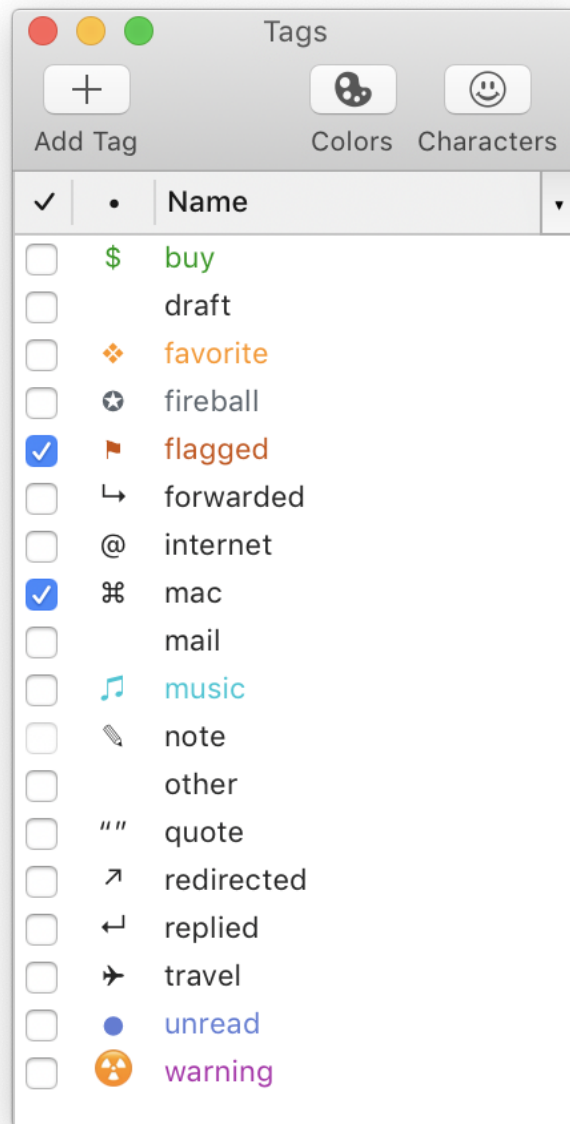 Tags
Add Tag Colors Characters
✓ • Name ▾
$ buy
draft
❖ favorite
✪ fireball
⚑ flagged
↪ forwarded
@ internet
⌘ mac
mail
♫ music
✎ note
other
“” quote
↗ redirected
↵ replied
✈ travel
● unread
☢ warning